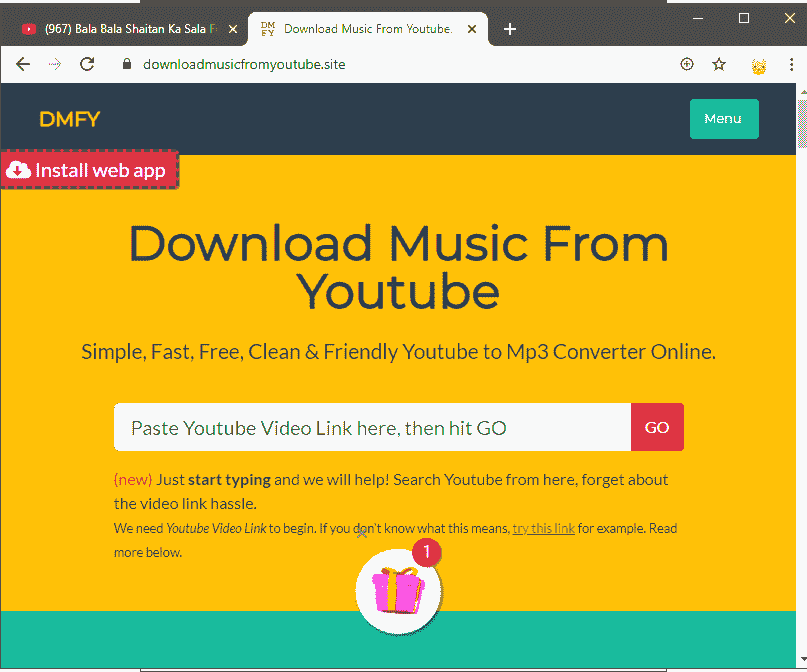 (967) Bala Bala Shaitan Ka Sala F
DM
FY
Download Music From Youtube.
downloadmusicfromyoutube.site
DMFY
Menu
Install web app
Download Music From
Youtube
Simple, Fast, Free, Clean & Friendly Youtube to Mp3 Converter Online.
Paste Youtube Video Link here, then hit GO
GO
(new) Just start typing and we will help! Search Youtube from here, forget about
the video link hassle.
We need Youtube Video Link to begin. If you don't know what this means, try this link for example. Read
more below.
1